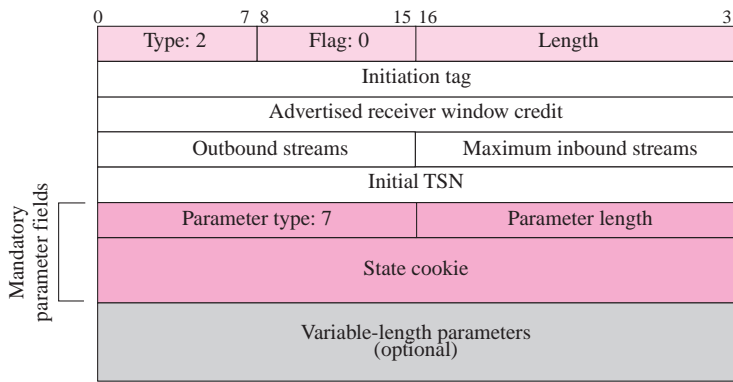 0 7 8 15 16 3
Type: 2 Flag: 0 Length
Initiation tag
Advertised receiver window credit
Outbound streams Maximum inbound streams
Initial TSN
Mandatory
parameter fields
Parameter type: 7 Parameter length
State cookie
Variable-length parameters
(optional)